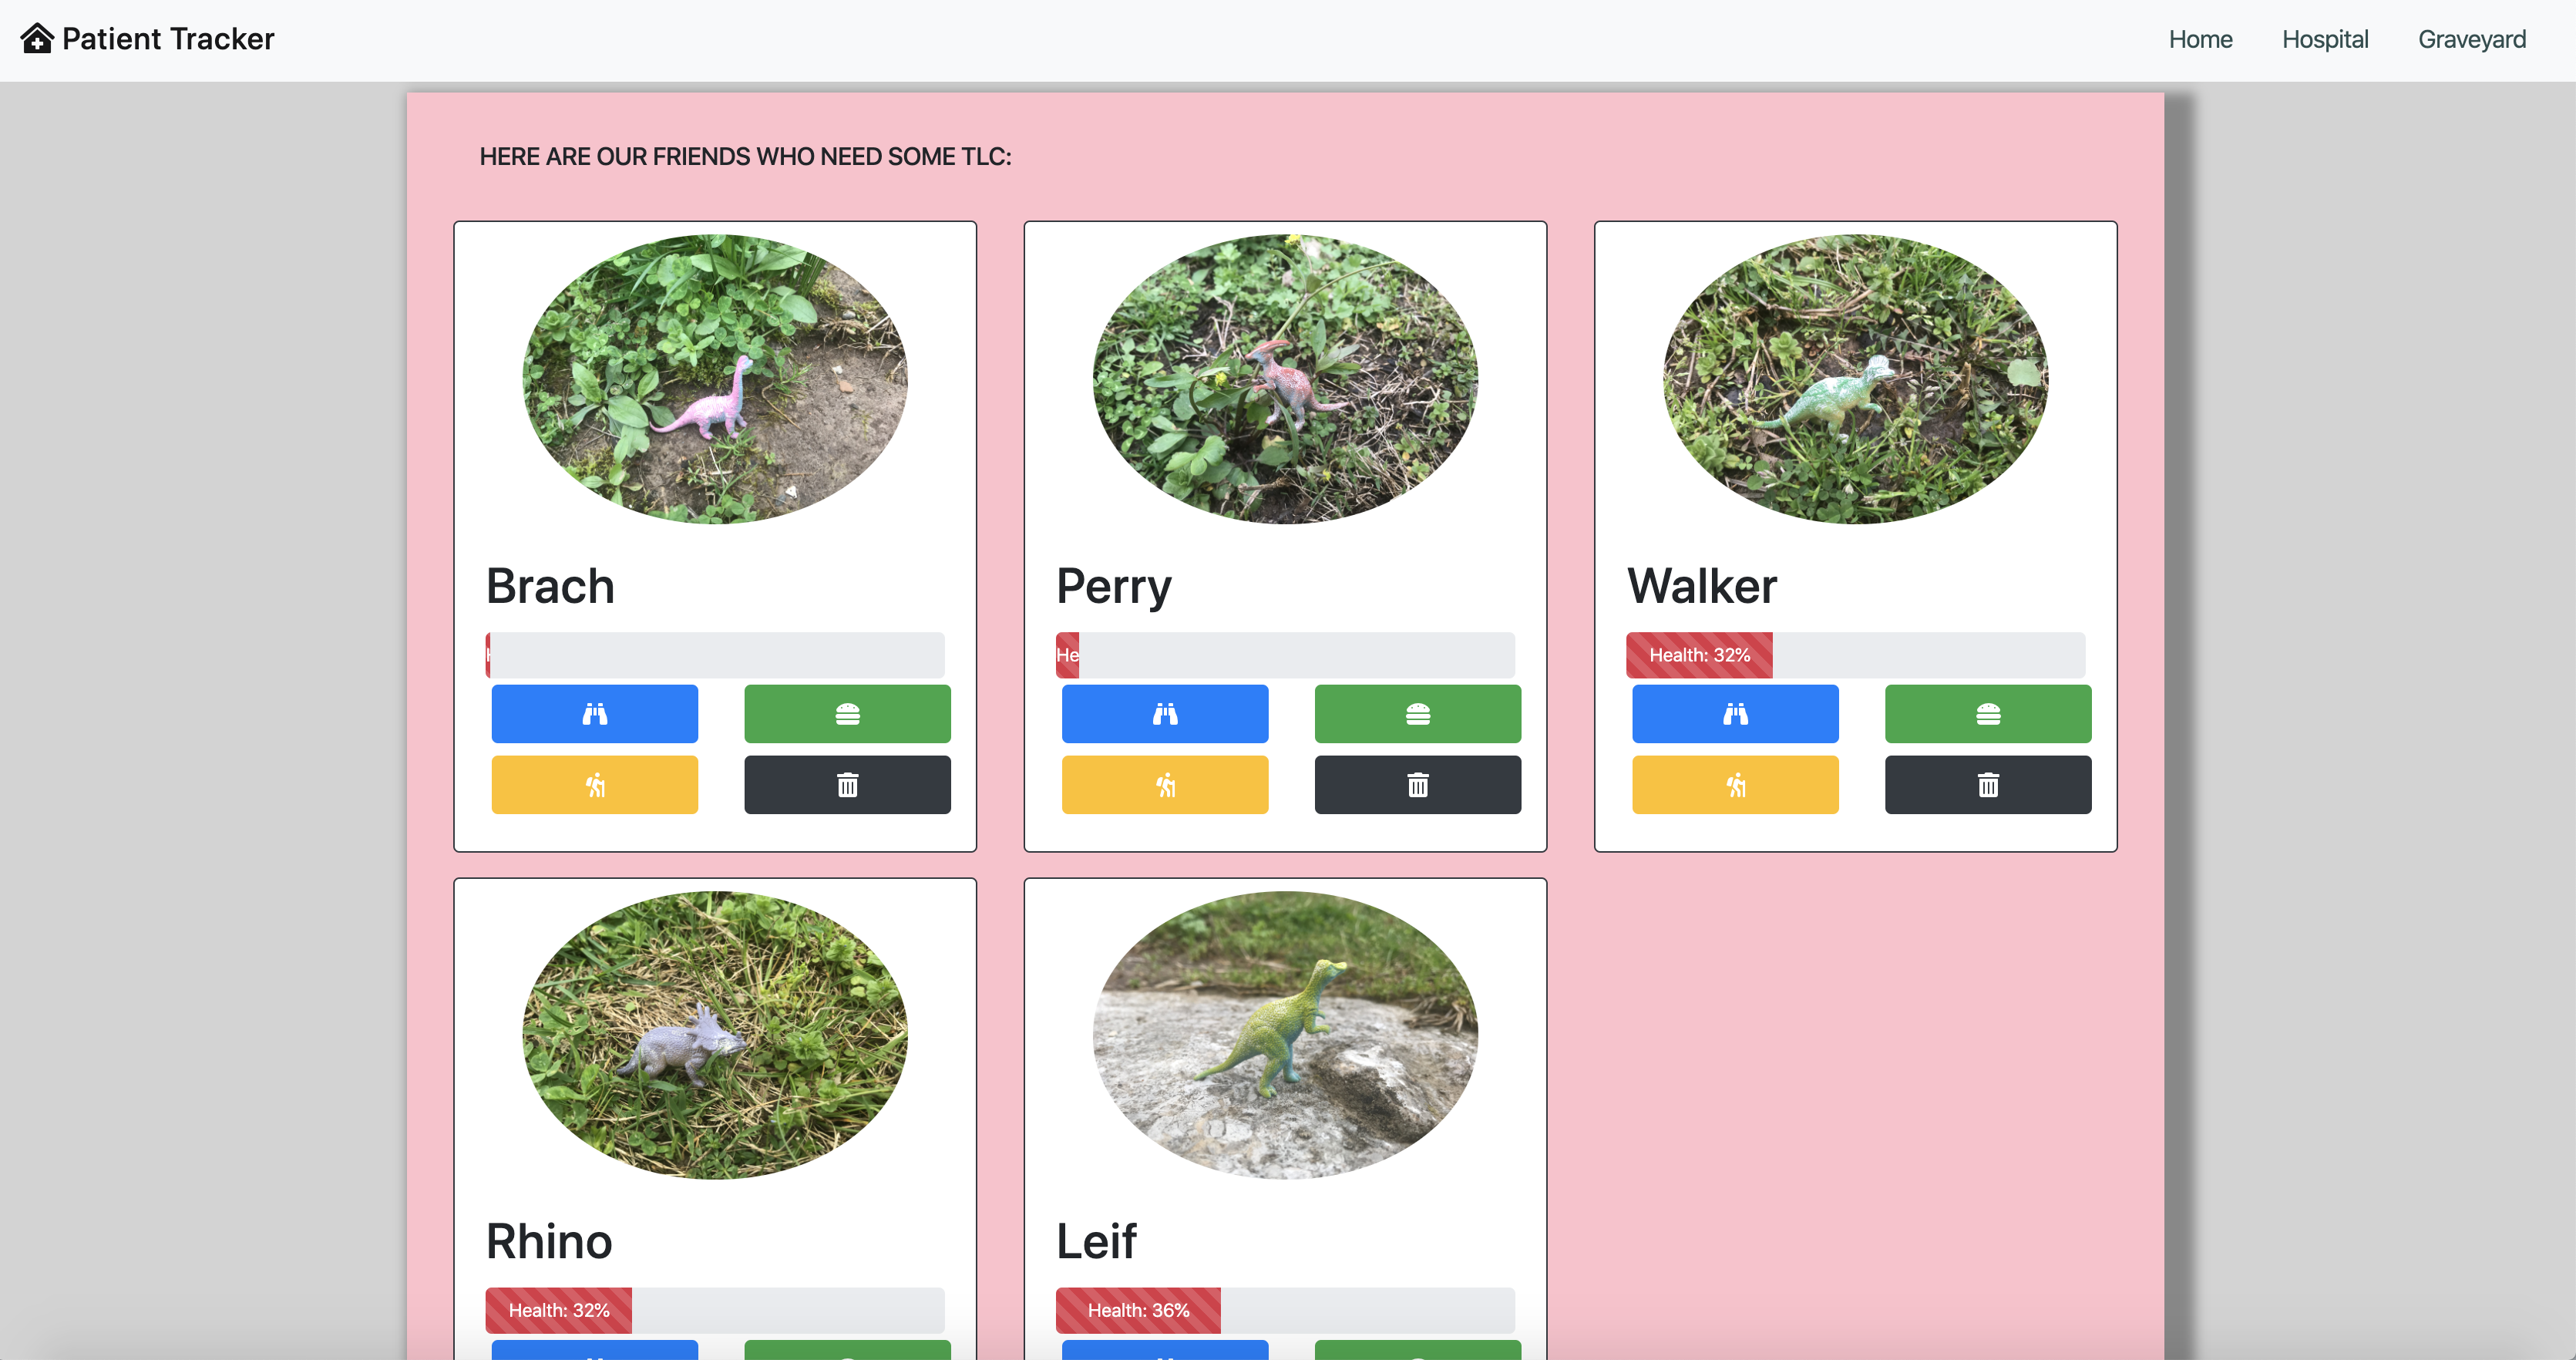 Patient Tracker
Home
Hospital
Graveyard
HERE ARE OUR FRIENDS WHO NEED SOME TLC:
Brach
Perry
He
Walker
Health: 32%
Rhino
Health: 32%
Leif
Health: 36%